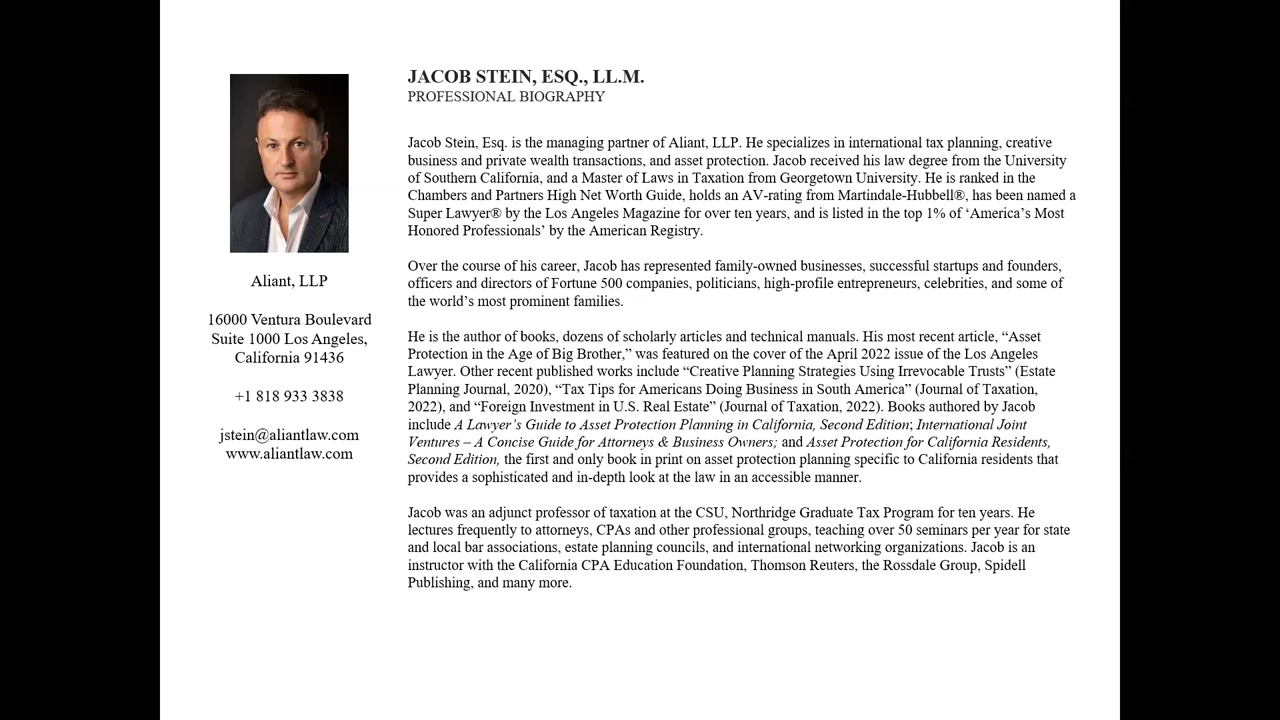 JACOB STEIN, ESQ., LL.M.
PROFESSIONAL BIOGRAPHY
Jacob Stein, Esq. is the managing partner of Aliant, LLP. He specializes in international tax planning, creative
business and private wealth transactions, and asset protection. Jacob received his law degree from the University
of Southern California, and a Master of Laws in Taxation from Georgetown University. He is ranked in the
Chambers and Partners High Net Worth Guide, holds an AV-rating from Martindale-Hubbell®, has been named a
Super Lawyer® by the Los Angeles Magazine for over ten years, and is listed in the top 1% of ‘America’s Most
Honored Professionals’ by the American Registry.
Over the course of his career, Jacob has represented family-owned businesses, successful startups and founders,
officers and directors of Fortune 500 companies, politicians, high-profile entrepreneurs, celebrities, and some of
the world’s most prominent families.
He is the author of books, dozens of scholarly articles and technical manuals. His most recent article, “Asset
Protection in the Age of Big Brother,” was featured on the cover of the April 2022 issue of the Los Angeles
Lawyer. Other recent published works include “Creative Planning Strategies Using Irrevocable Trusts” (Estate
Planning Journal, 2020), “Tax Tips for Americans Doing Business in South America” (Journal of Taxation,
2022), and “Foreign Investment in U.S. Real Estate” (Journal of Taxation, 2022). Books authored by Jacob
include A Lawyer’s Guide to Asset Protection Planning in California, Second Edition; International Joint
Ventures – A Concise Guide for Attorneys & Business Owners; and Asset Protection for California Residents,
Second Edition, the first and only book in print on asset protection planning specific to California residents that
provides a sophisticated and in-depth look at the law in an accessible manner.
Jacob was an adjunct professor of taxation at the CSU, Northridge Graduate Tax Program for ten years. He
lectures frequently to attorneys, CPAs and other professional groups, teaching over 50 seminars per year for state
and local bar associations, estate planning councils, and international networking organizations. Jacob is an
instructor with the California CPA Education Foundation, Thomson Reuters, the Rossdale Group, Spidell
Publishing, and many more.
Aliant, LLP
16000 Ventura Boulevard
Suite 1000 Los Angeles,
California 91436
+1 818 933 3838
jstein@aliantlaw.com
www.aliantlaw.com